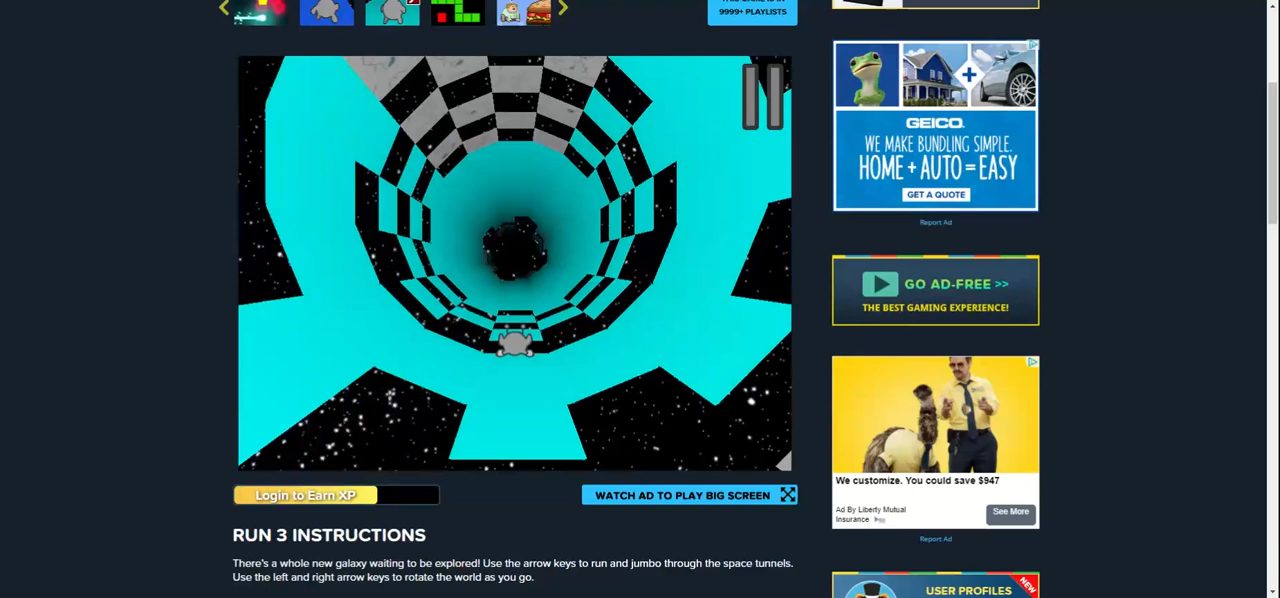 9999+ PLAYLISTS
GEICO.
WE MAKE BUNDLING SIMPLE.
HOME + AUTO = EASY
GET A QUOTE
Report Ad
GO AD-FREE >>
THE BEST GAMING EXPERIENCE!
We customize. You could save $947
Ad By Liberty Mutual
Insurance
See More
Report Ad
Login to Earn XP
WATCH AD TO PLAY BIG SCREEN
RUN 3 INSTRUCTIONS
There's a whole new galaxy waiting to be explored! Use the arrow keys to run and jumbo through the space tunnels.
Use the left and right arrow keys to rotate the world as you go.
USER PROFILES
NEW